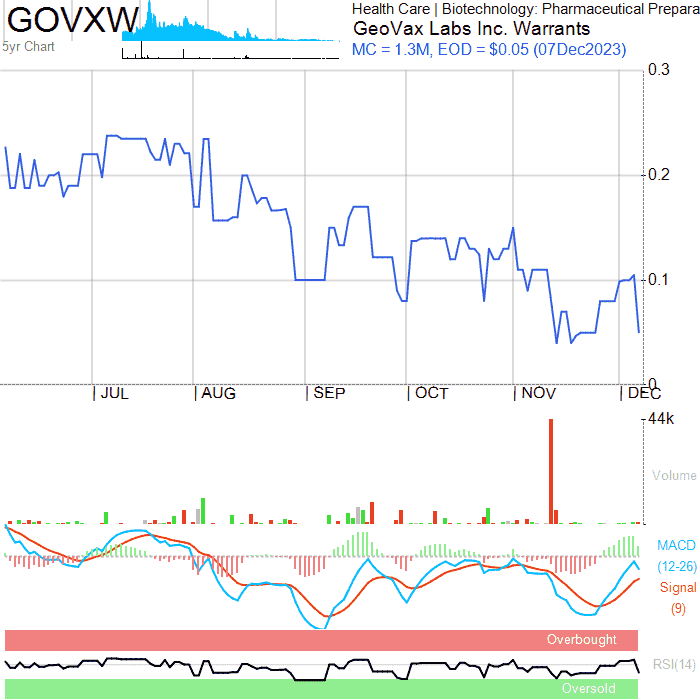 GOVXW
5yr Chart
Health Care | Biotechnology: Pharmaceutical Prepara
GeoVax Labs Inc. Warrants
MC = 1.3M, EOD = $0.05 (07Dec2023)
0.3
0.2
0.1
0
JUL AUG SEP OCT NOV DEC
44k
Volume
MACD
(12-26)
Signal
(9)
Overbought
RSI(14)
Oversold